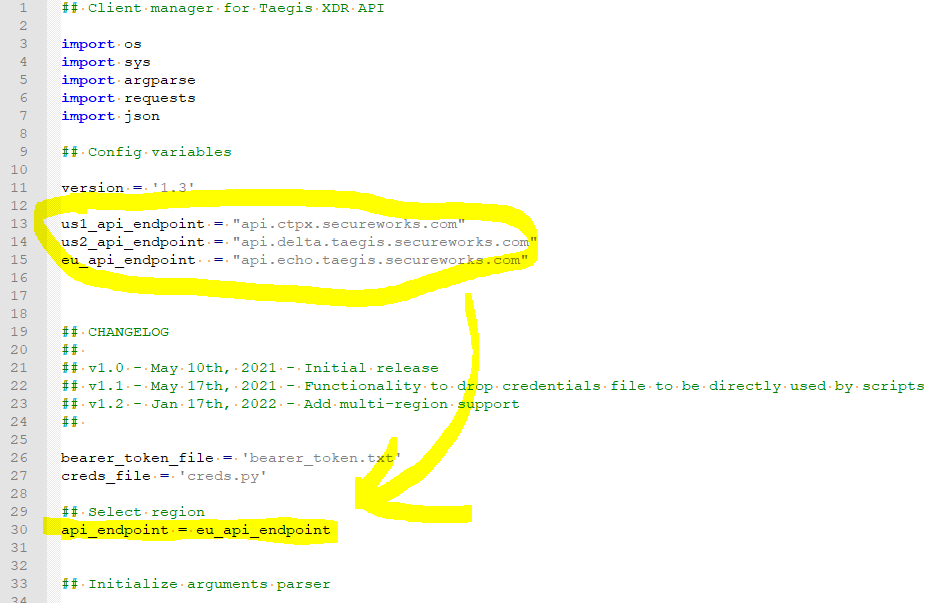 1 ## Client manager for Taegis XDR API
2
3 import os
4 import sys
5 import argparse
6 import requests
7 import json
8
9 ## Config variables
10
11 version = '1.3'
12
13 us1_api_endpoint = "api.ctpx.secureworks.com"
14 us2_api_endpoint = "api.delta.taegis.secureworks.com"
15 eu_api_endpoint  = "api.echo.taegis.secureworks.com"
16
17
18
19 ## CHANGELOG
20 ##
21 ## v1.0 - May 10th, 2021 - Initial release
22 ## v1.1 - May 17th, 2021 - Functionality to drop credentials file to be directly used by scripts
23 ## v1.2 - Jan 17th, 2022 - Add multi-region support
24 ##
25
26 bearer_token_file = 'bearer_token.txt'
27 creds_file = 'creds.py'
28
29 ## Select region
30 api_endpoint = eu_api_endpoint
31
32
33 ## Initialize arguments parser
34